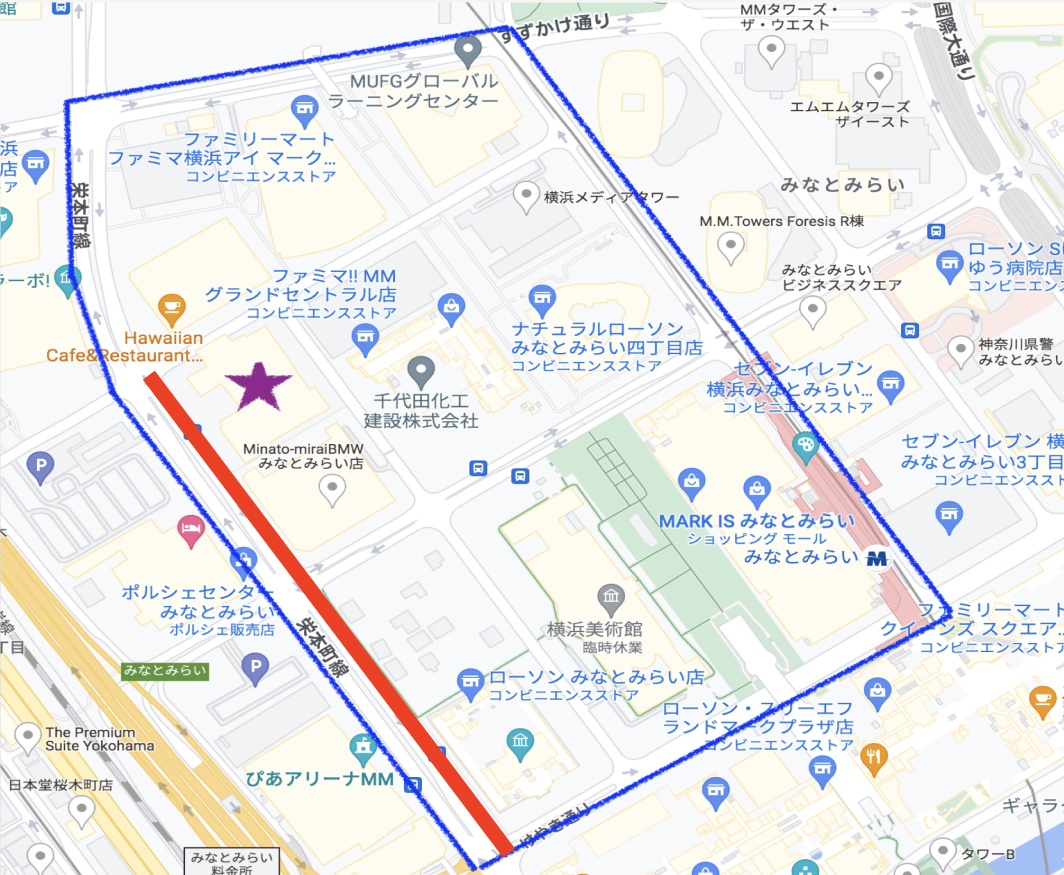 館
すずかけ通り
MMタワーズ・
ザ・ウエスト
国際大通り
MUFGグローバル
ラーニングセンター
エムエムタワーズ
ザイースト
ファミリーマート
ファミマ横浜アイ マーク...
コンビニエンスストア
浜
店
ア
栄本町線
横浜メディアタワー
みなとみらい
M.M.Towers Foresis R棟
ーボ!
ファミマ!! MM
グランドセントラル店
コンビニエンスストア
みなとみらい
ビジネススクエア
ローソン
ゆう病院店
コンビニエンス
Hawaiian
Cafe&Restaurant...
ナチュラルローソン
みなとみらい四丁目店
コンビニエンスストア
神奈川県警
みなとみらい
千代田化工
建設株式会社
セブン-イレブン
横浜みなとみらい...
コンビニエンスストア
Minato-miraiBMW
みなとみらい店
P
セブン-イレブン 横
みなとみらい3丁目
コンビニエンススト
MARK IS みなとみらい
ショッピング モール
みなとみらい
M
ポルシェセンター
みなとみらい
ポルシェ販売店
横浜美術館
臨時休業
ファミリーマート
クイーンズ スクエア...
コンビニエンスストア
栄本町線
丁目
みなとみらい
P
ローソン みなとみらい店
コンビニエンスストア
ローソン・スリーエフ
ランドマークプラザ店
コンビニエンスストア
The Premium
Suite Yokohama
ぴあアリーナMM
日本堂桜木町店
けやき通り
ギャラ
みなとみらい
料金所
タワーB